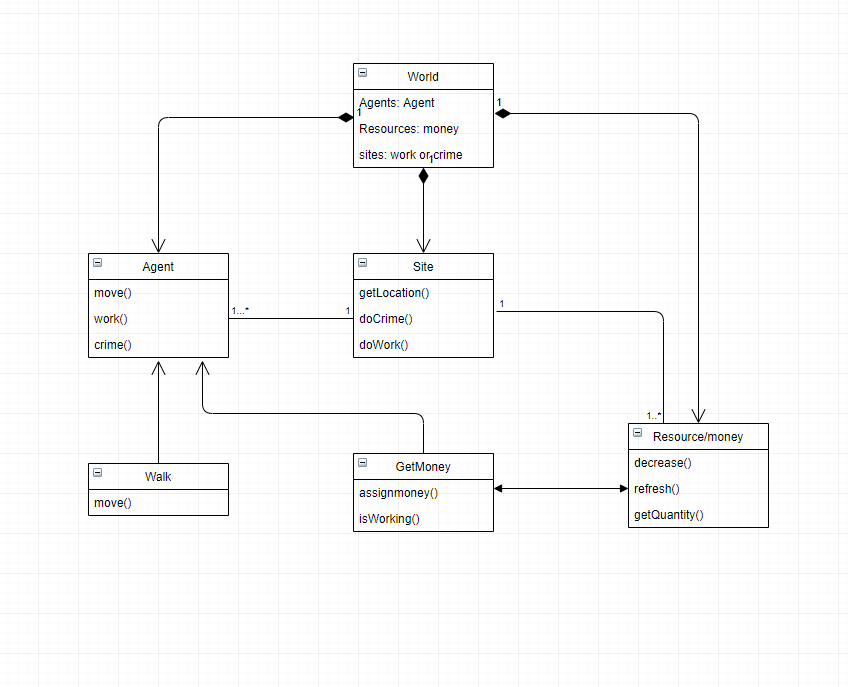 World
Agents: Agent
1
1
Resources: money
sites: work or crime
1
Agent
move()
work()
crime()
1...*
1
Site
getLocation()
doCrime()
doWork()
1
1..*
Walk
move()
GetMoney
assignmoney()
isWorking()
Resource/money
decrease()
refresh()
getQuantity()